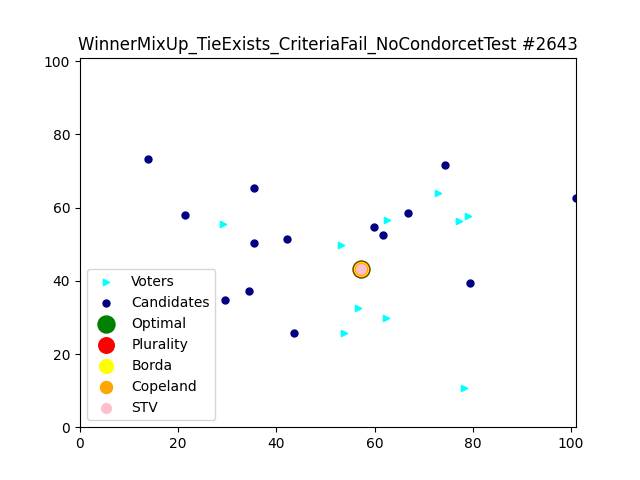 WinnerMixUp_TieExists_CriteriaFail_NoCondorcetTest #2643
100
80
60
40
20
0
Voters
Candidates
Optimal
Plurality
Borda
Copeland
STV
0 20 40 60 80 100